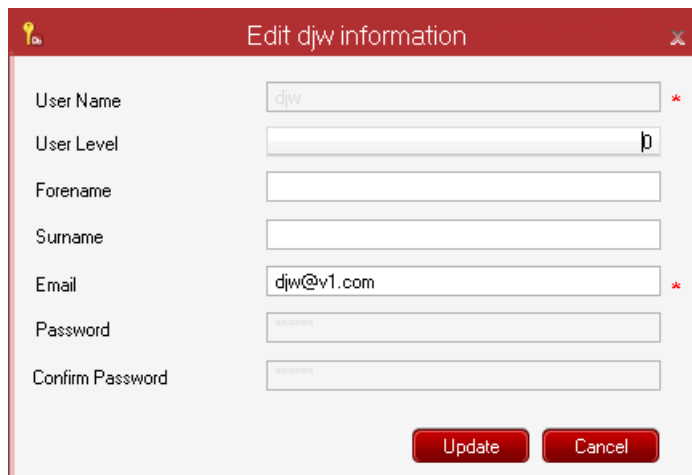 Edit djw information
x
User Name djw *
User Level 0
Forename
Surname
Email djw@v1.com *
Password ××××××
Confirm Password ××××××
Update Cancel